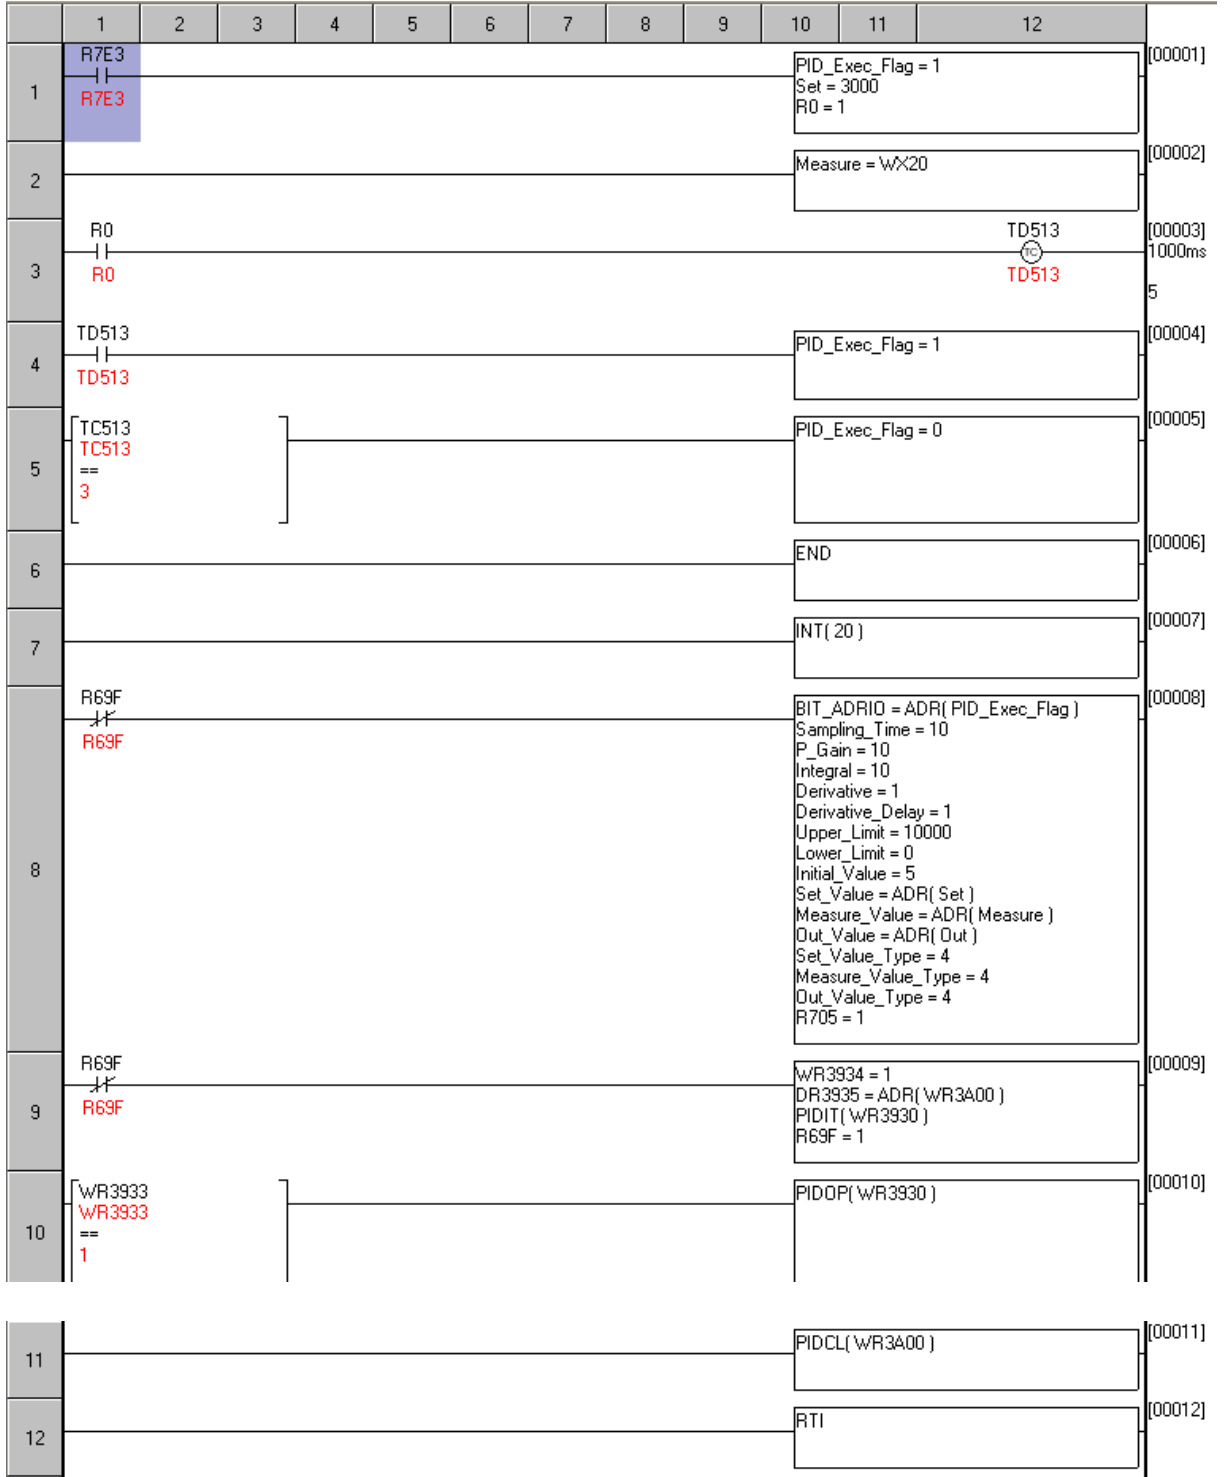 1 2 3 4 5 6 7 8 9 10 11 12
1
R7E3
R7E3
PID_Exec_Flag = 1
Set = 3000
R0 = 1
[00001]
2
Measure = WX20
[00002]
3
R0
R0
TD513
TC
TD513
[00003]
1000ms
5
4
TD513
TD513
PID_Exec_Flag = 1
[00004]
5
TC513
TC513
==
3
PID_Exec_Flag = 0
[00005]
6
END
[00006]
7
INT( 20 )
[00007]
8
R69F
R69F
BIT_ADRIO = ADR( PID_Exec_Flag )
Sampling_Time = 10
P_Gain = 10
Integral = 10
Derivative = 1
Derivative_Delay = 1
Upper_Limit = 10000
Lower_Limit = 0
Initial_Value = 5
Set_Value = ADR( Set )
Measure_Value = ADR( Measure )
Out_Value = ADR( Out )
Set_Value_Type = 4
Measure_Value_Type = 4
Out_Value_Type = 4
R705 = 1
[00008]
9
R69F
R69F
WR3934 = 1
DR3935 = ADR( WR3A00 )
PIDIT( WR3930 )
R69F = 1
[00009]
10
WR3933
WR3933
==
1
PIDOP( WR3930 )
[00010]
11
PIDCL( WR3A00 )
[00011]
12
RTI
[00012]